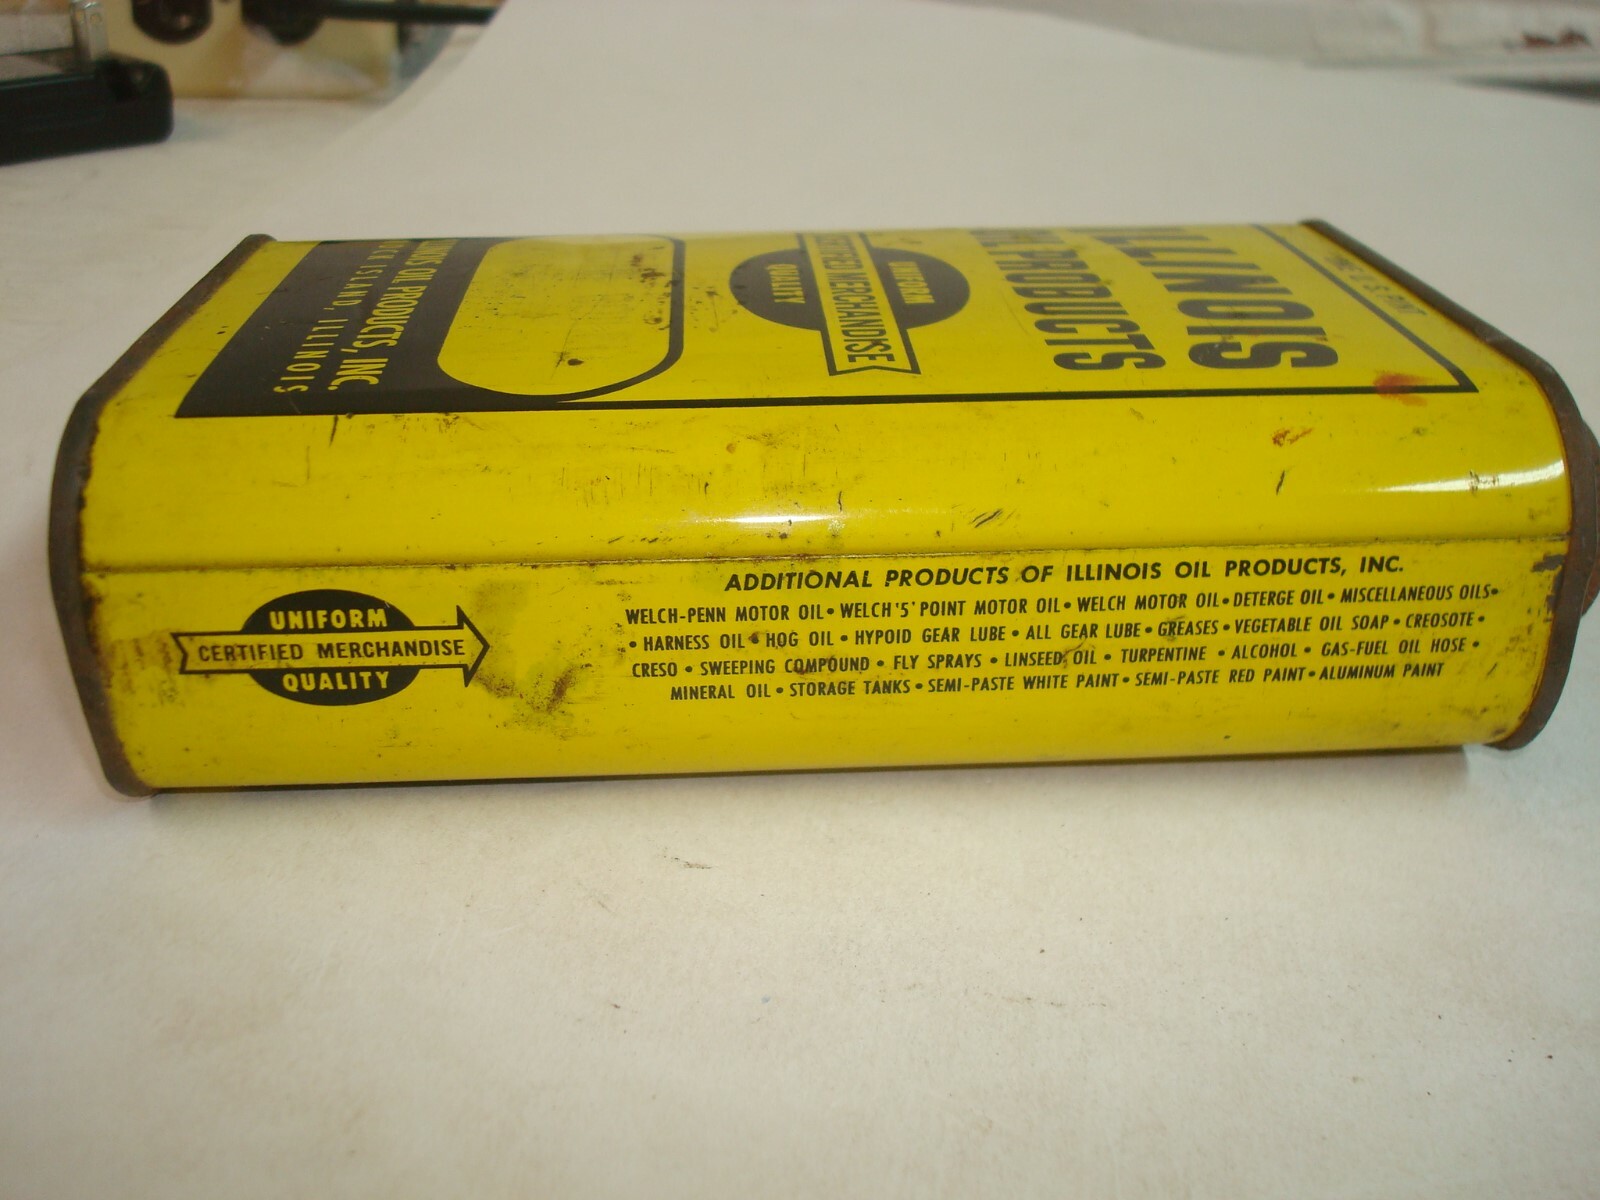 ILLINOIS
OIL PRODUCTS
UNIFORM
CERTIFIED MERCHANDISE
QUALITY
ILLINOIS OIL PRODUCTS, INC.
ROCK ISLAND, ILLINOIS
UNIFORM
CERTIFIED MERCHANDISE
QUALITY
ADDITIONAL PRODUCTS OF ILLINOIS OIL PRODUCTS, INC.
WELCH-PENN MOTOR OIL • WELCH '5' POINT MOTOR OIL • WELCH MOTOR OIL • DETERGE OIL • MISCELLANEOUS OILS •
• HARNESS OIL • HOG OIL • HYPOID GEAR LUBE • ALL GEAR LUBE • GREASES • VEGETABLE OIL SOAP • CREOSOTE •
CRESO • SWEEPING COMPOUND • FLY SPRAYS • LINSEED OIL • TURPENTINE • ALCOHOL • GAS-FUEL OIL HOSE •
MINERAL OIL • STORAGE TANKS • SEMI-PASTE WHITE PAINT • SEMI-PASTE RED PAINT • ALUMINUM PAINT